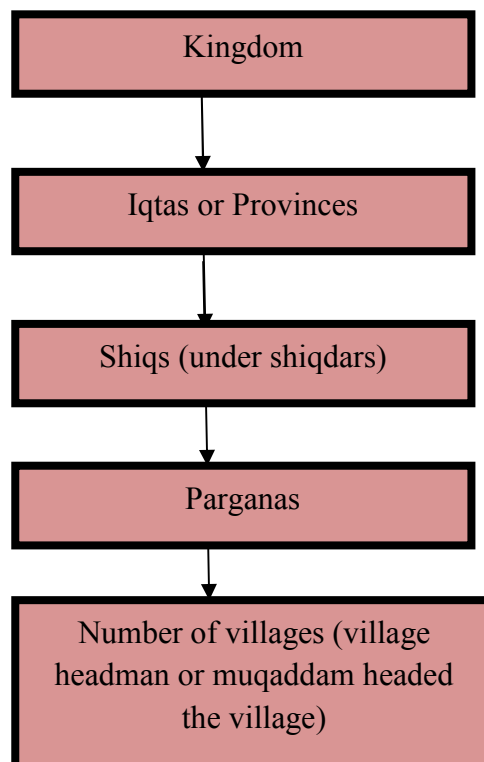 Kingdom
Iqtas or Provinces
Shiqs (under shiqdars)
Parganas
Number of villages (village
headman or muqaddam headed
the village)